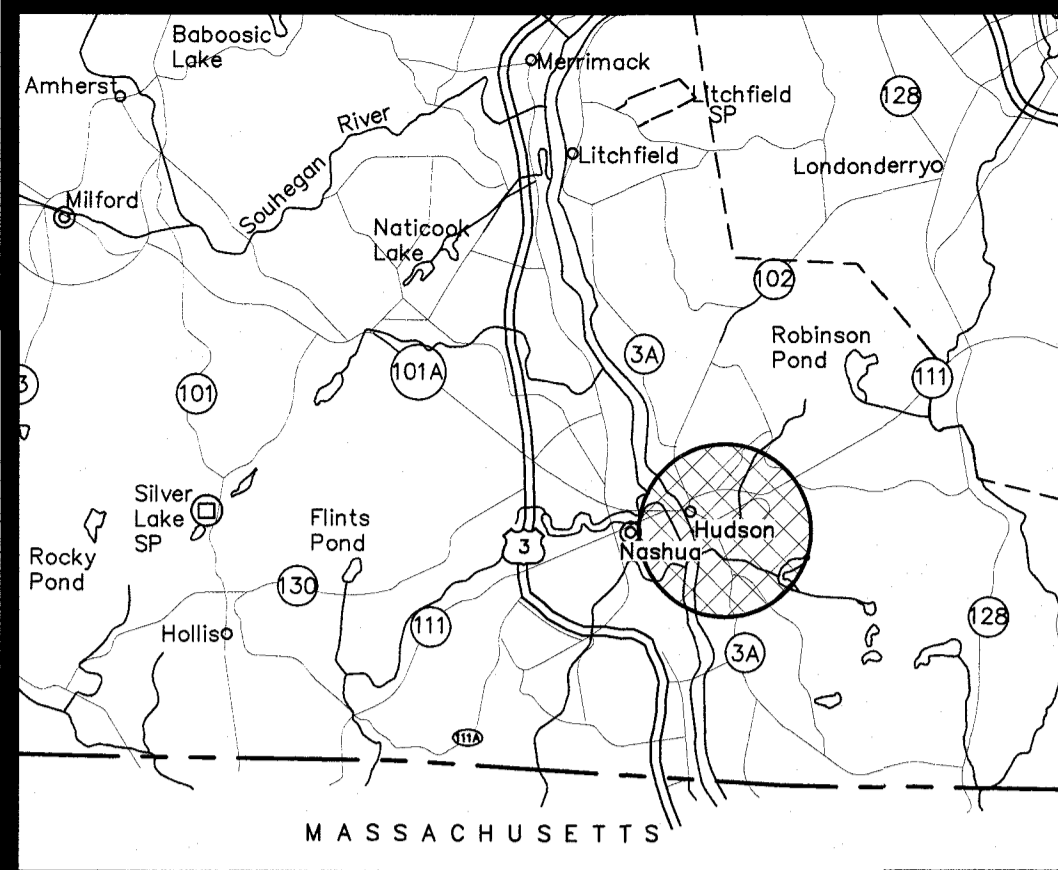 Baboosic
Lake
Merrimack
Amherst
Litchfield
SP
128
River
Souhegan
Litchfield
Londonderry
Milford
Naticook
Lake
102
Robinson
Pond
3A
101A
111
3
101
Silver
Lake
SP
Flints
Pond
Hudson
Nashua
3
Rocky
Pond
130
111
128
Hollis
3A
111A
MASSACHUSETTS